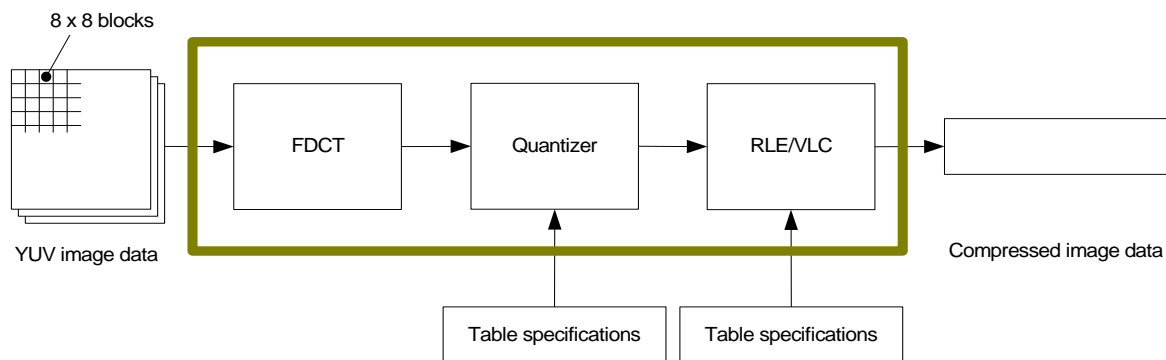 8 x 8 blocks
FDCT
Quantizer
RLE/VLC
YUV image data
Compressed image data
Table specifications
Table specifications